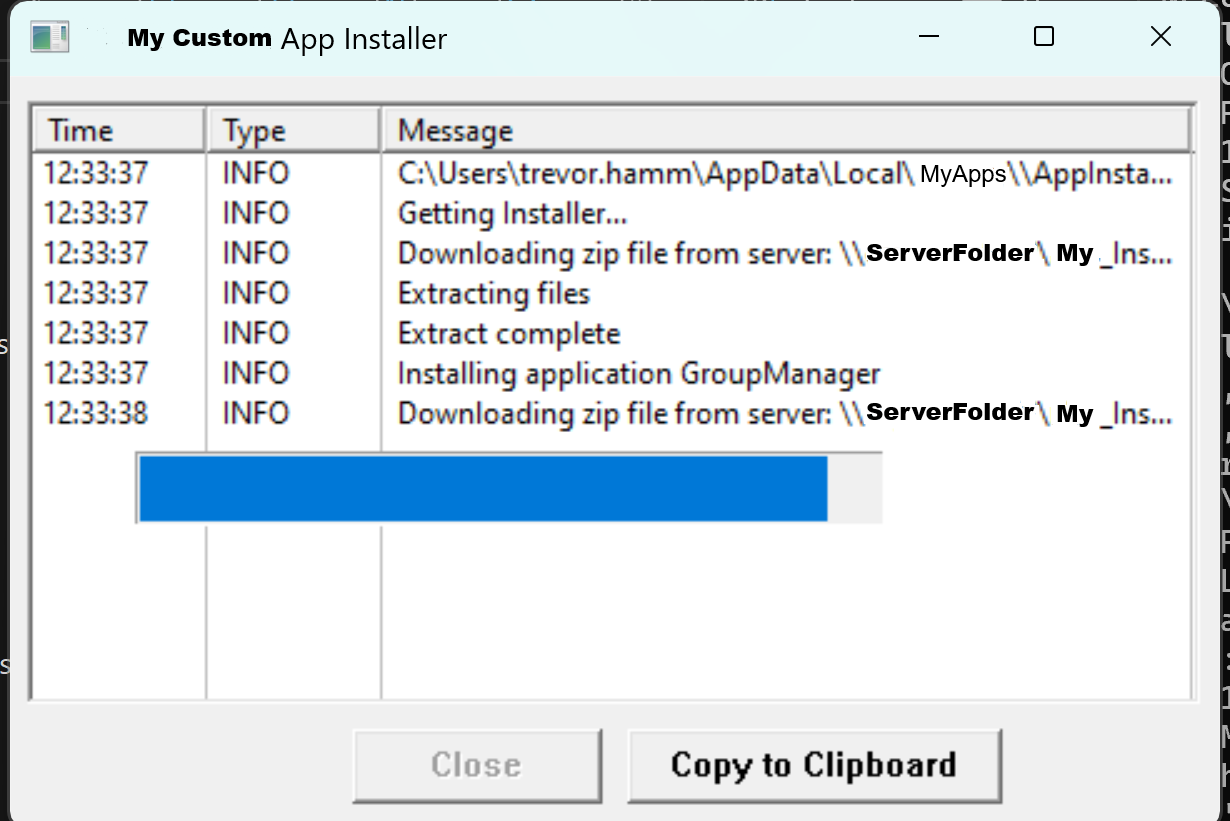 My Custom App Installer
Time Type Message
12:33:37 INFO C:\Users\trevor.hamm\AppData\Local\ MyApps\\AppInsta...
12:33:37 INFO Getting Installer...
12:33:37 INFO Downloading zip file from server: \\ServerFolder\ My _Ins...
12:33:37 INFO Extracting files
12:33:37 INFO Extract complete
12:33:37 INFO Installing application GroupManager
12:33:38 INFO Downloading zip file from server: \\ServerFolder\ My _Ins...
Close Copy to Clipboard